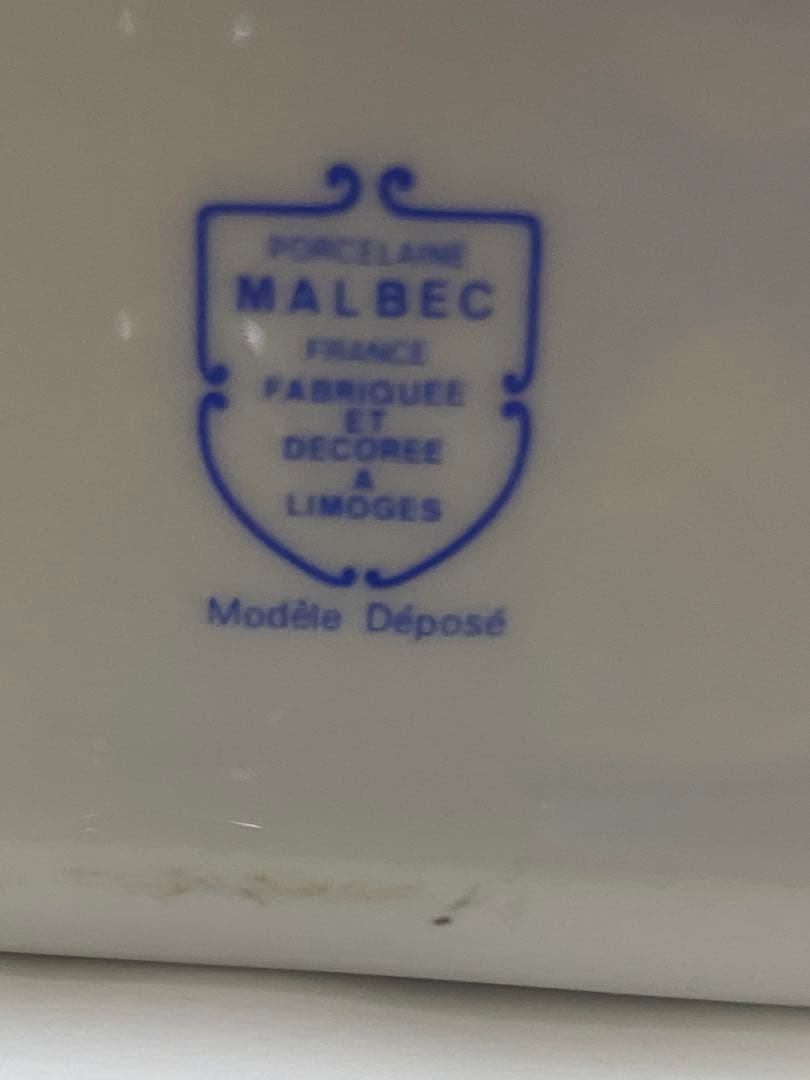 PORCELAINE
MALBEC
FRANCE
FABRIQUEE
ET
DECOREE
A
LIMOGES
Modèle Déposé